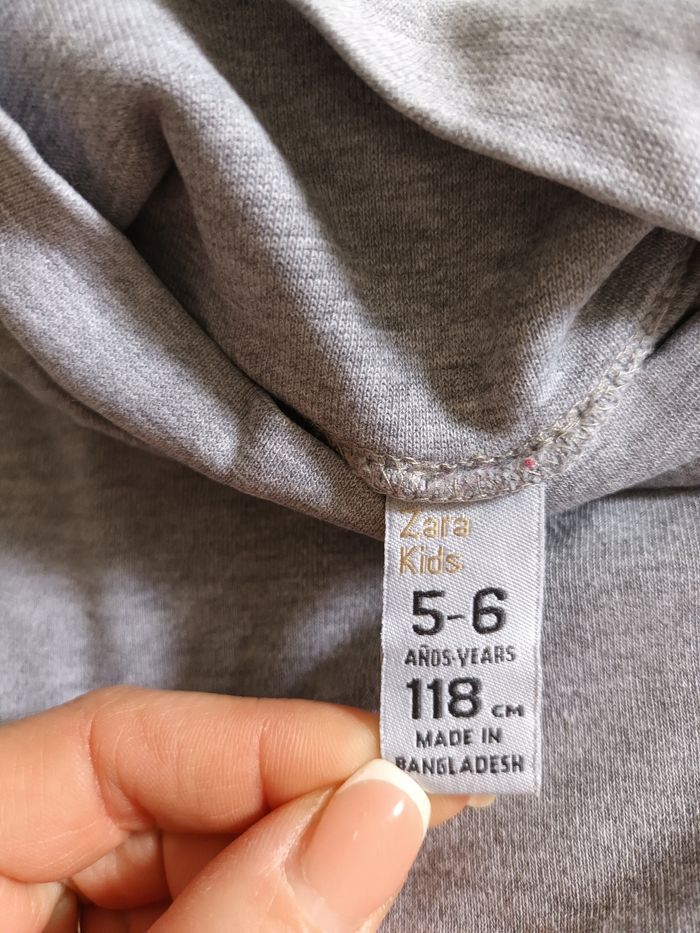 Zara
Kids
5-6
AÑOS-YEARS
118 CM
MADE IN
BANGLADESH